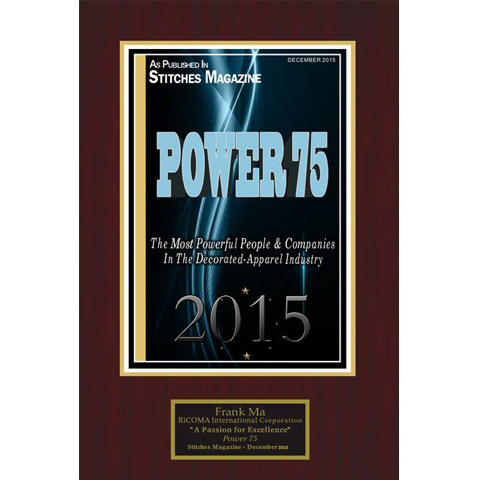 AS PUBLISHED IN
DECEMBER 2015
STITCHES MAGAZINE
POWER 75
The Most Powerful People & Companies
In The Decorated-Apparel Industry
2015
Frank Ma
RiCOMA International Corporation
"A Passion for Excellence"
Power 75
Stitches Magazine - December